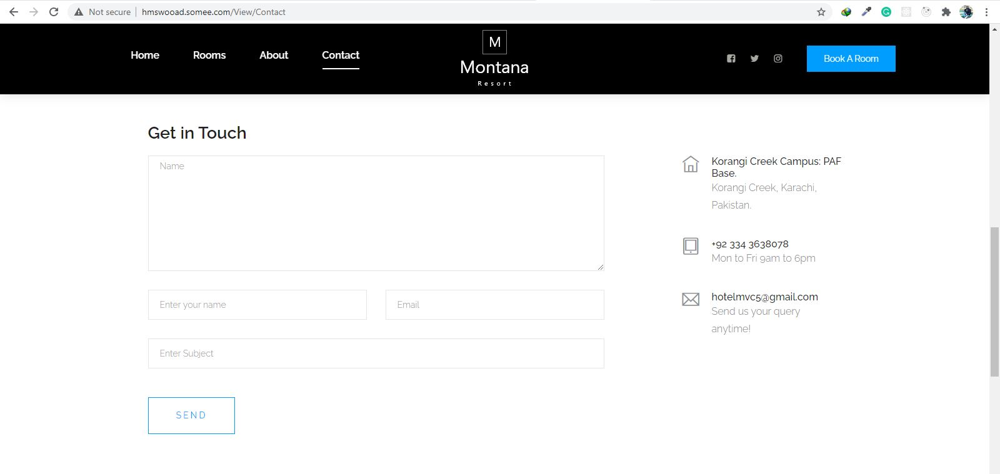 Not secure hmswooad.somee.com/View/Contact
Home Rooms About Contact
M
Montana
Resort
Book A Room
Get in Touch
Name
Enter your name
Email
Enter Subject
SEND
Korangi Creek Campus: PAF
Base.
Korangi Creek, Karachi,
Pakistan.
+92 334 3638078
Mon to Fri 9am to 6pm
hotelmvc5@gmail.com
Send us your query
anytime!